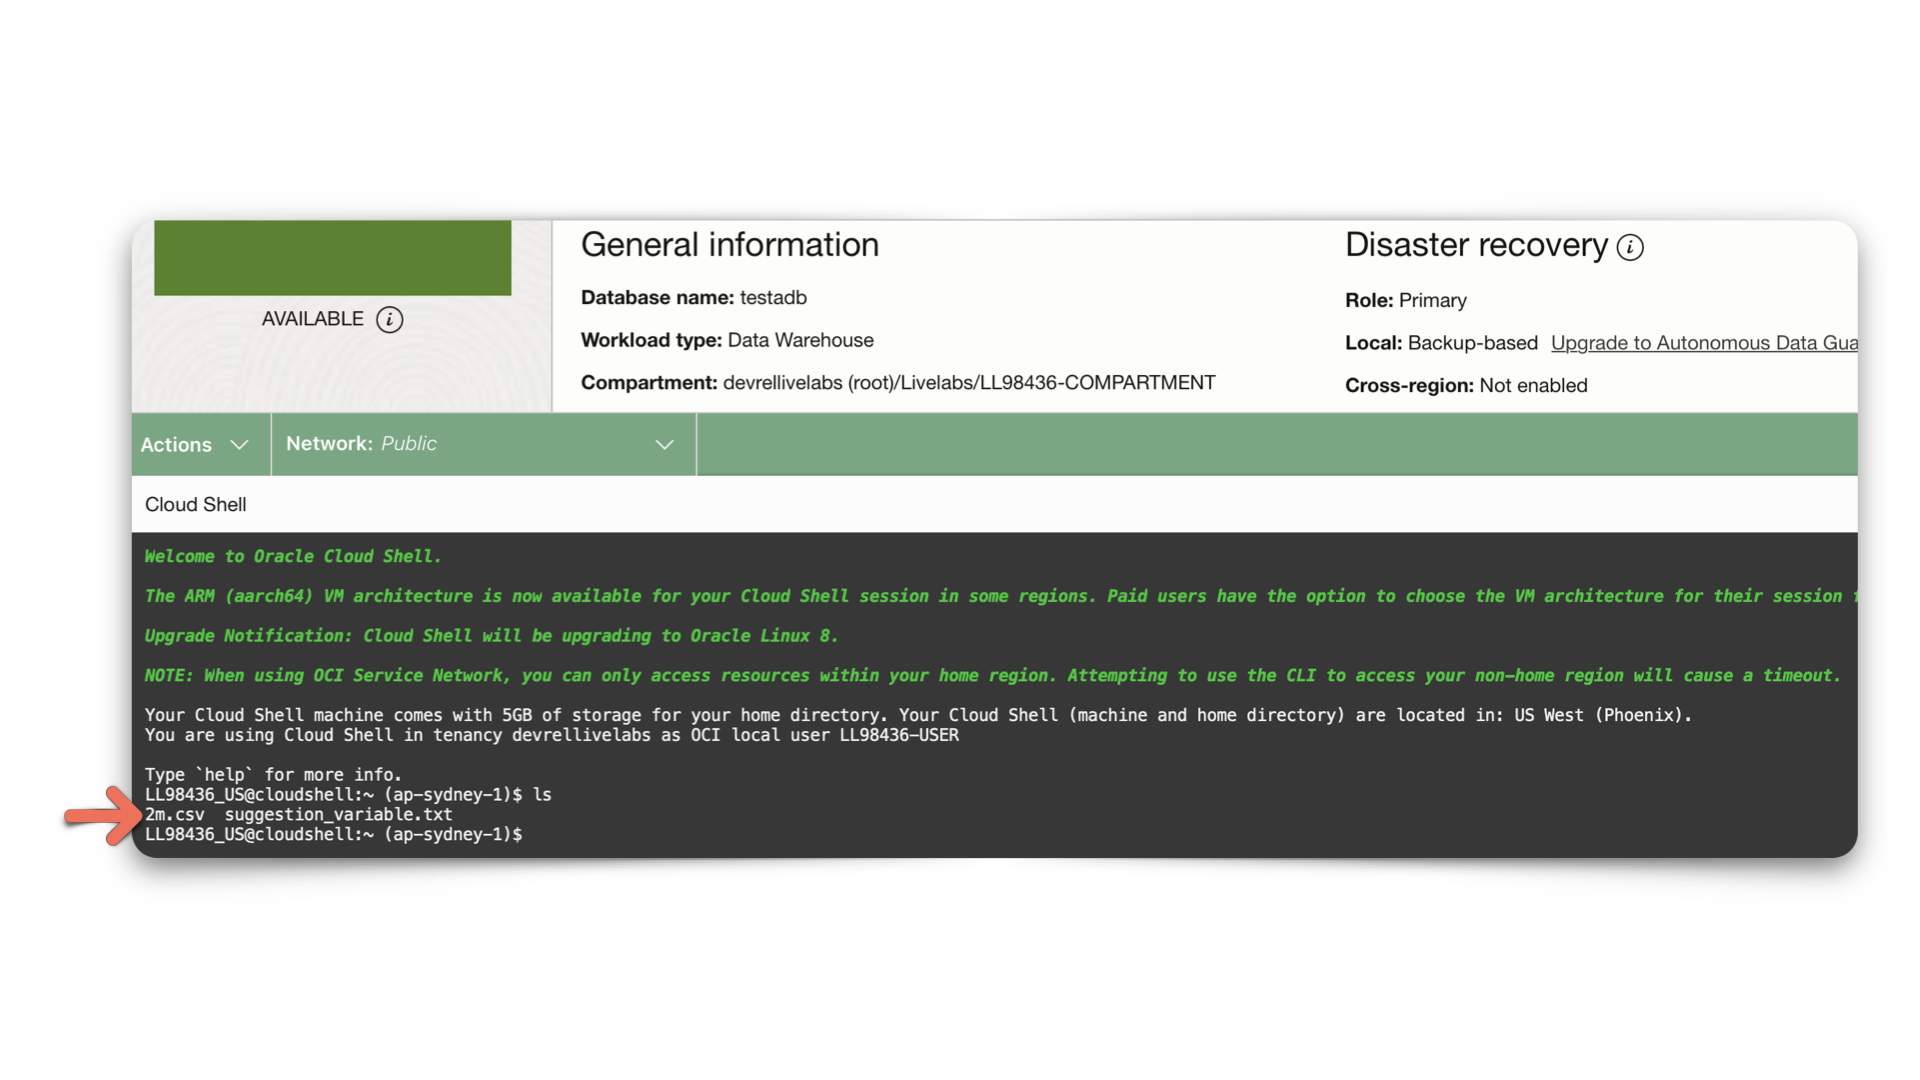 AVAILABLE
General information
Database name: testadb
Workload type: Data Warehouse
Compartment: devrellivelabs (root)/Livelabs/LL98436-COMPARTMENT
Disaster recovery
Role: Primary
Local: Backup-based Upgrade to Autonomous Data Gua
Cross-region: Not enabled
Actions
Network: Public
Cloud Shell
Welcome to Oracle Cloud Shell.
The ARM (aarch64) VM architecture is now available for your Cloud Shell session in some regions. Paid users have the option to choose the VM architecture for their session
Upgrade Notification: Cloud Shell will be upgrading to Oracle Linux 8.
NOTE: When using OCI Service Network, you can only access resources within your home region. Attempting to use the CLI to access your non-home region will cause a timeout.
Your Cloud Shell machine comes with 5GB of storage for your home directory. Your Cloud Shell (machine and home directory) are located in: US West (Phoenix).
You are using Cloud Shell in tenancy devrellivelabs as OCI local user LL98436-USER
Type `help` for more info.
LL98436_US@cloudshell:~ (ap-sydney-1)$ ls
2m.csv  suggestion_variable.txt
LL98436_US@cloudshell:~ (ap-sydney-1)$